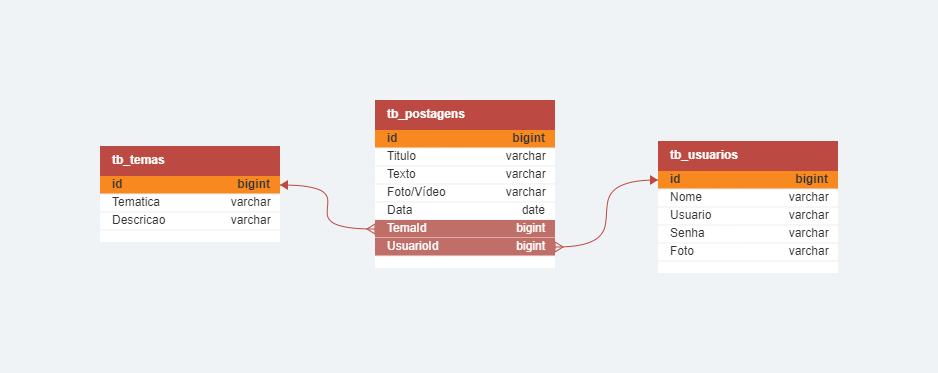 tb_temas
id bigint
Tematica varchar
Descricao varchar
tb_postagens
id bigint
Titulo varchar
Texto varchar
Foto/Vídeo varchar
Data date
TemaId bigint
UsuarioId bigint
tb_usuarios
id bigint
Nome varchar
Usuario varchar
Senha varchar
Foto varchar